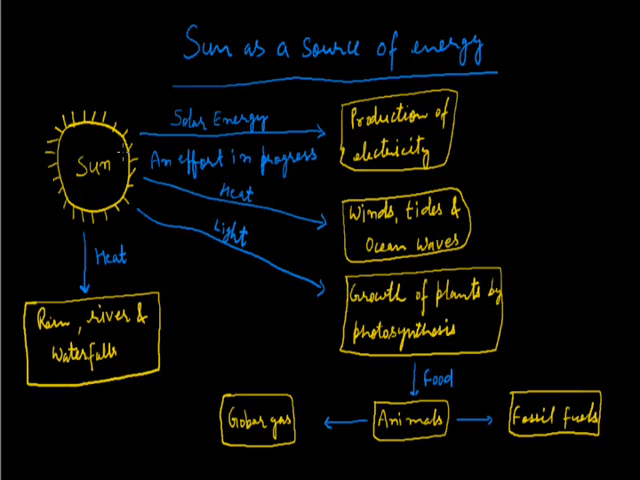 Sun as a source of energy
Solar Energy
Production of
electricity
Sun
An effort in progress
Heat
Winds, tides &
Ocean Waves
Light
Heat
Growth of plants by
photosynthesis
Rain, river &
Waterfalls
Food
Gobar gas
Animals
Fossil fuels